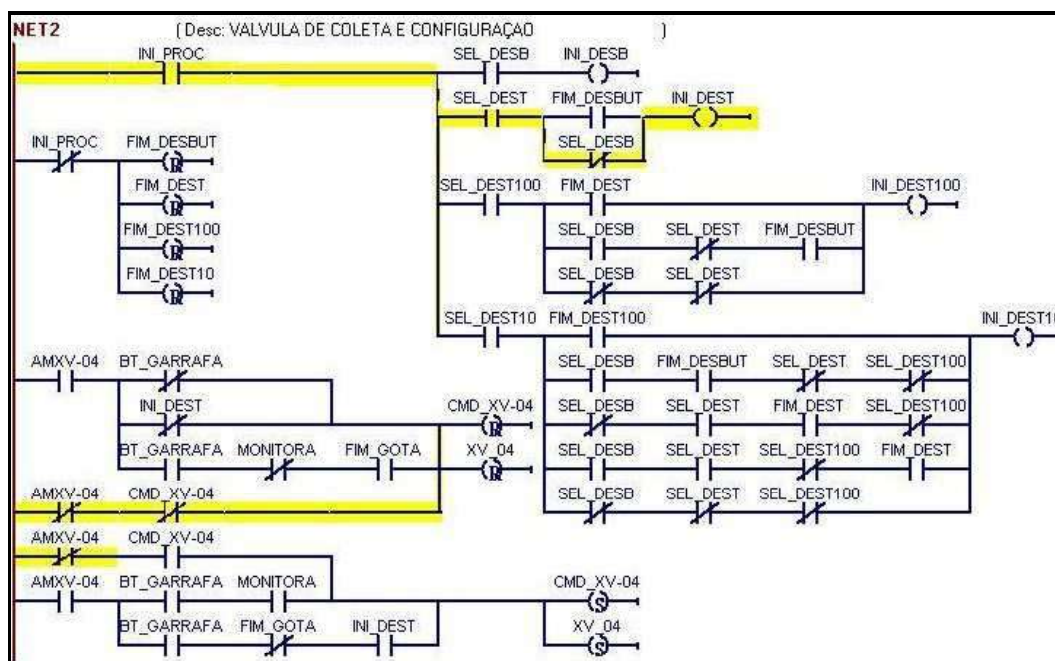 NET2 [Desc: VALVULA DE COLETA E CONFIGURAÇAO ]
INI_PROC SEL_DESB INI_DESB
SEL_DEST FIM_DESBUT INI_DEST
INI_PROC FIM_DESBUT SEL_DESB
R
FIM_DEST SEL_DEST100 FIM_DEST INI_DEST100
R
FIM_DEST100 SEL_DESB SEL_DEST FIM_DESBUT
R
FIM_DEST10 SEL_DESB SEL_DEST
R
SEL_DEST10 FIM_DEST100 INI_DEST10
AMXV-04 BT_GARRAFA SEL_DESB FIM_DESBUT SEL_DEST SEL_DEST100
INI_DEST CMD_XV-04 SEL_DESB SEL_DEST FIM_DEST SEL_DEST100
R
BT_GARRAFA MONITORA FIM_GOTA XV_04 SEL_DESB SEL_DEST SEL_DEST100 FIM_DEST
R
AMXV-04 CMD_XV-04 SEL_DESB SEL_DEST SEL_DEST100
AMXV-04 CMD_XV-04
AMXV-04 BT_GARRAFA MONITORA CMD_XV-04
S
BT_GARRAFA FIM_GOTA INI_DEST XV_04
S